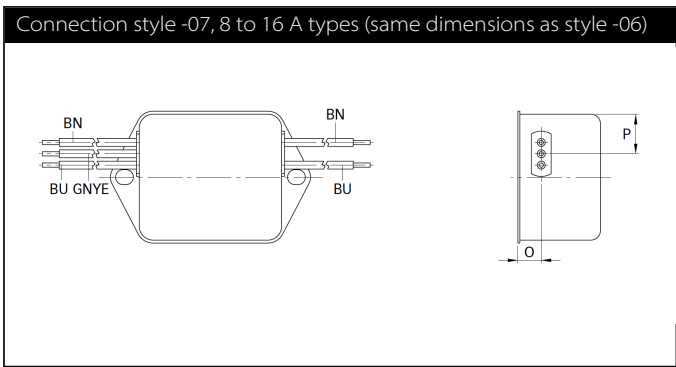 Connection style -07, 8 to 16 A types (same dimensions as style -06)
BN
BN
BU GNYE
BU
P
O